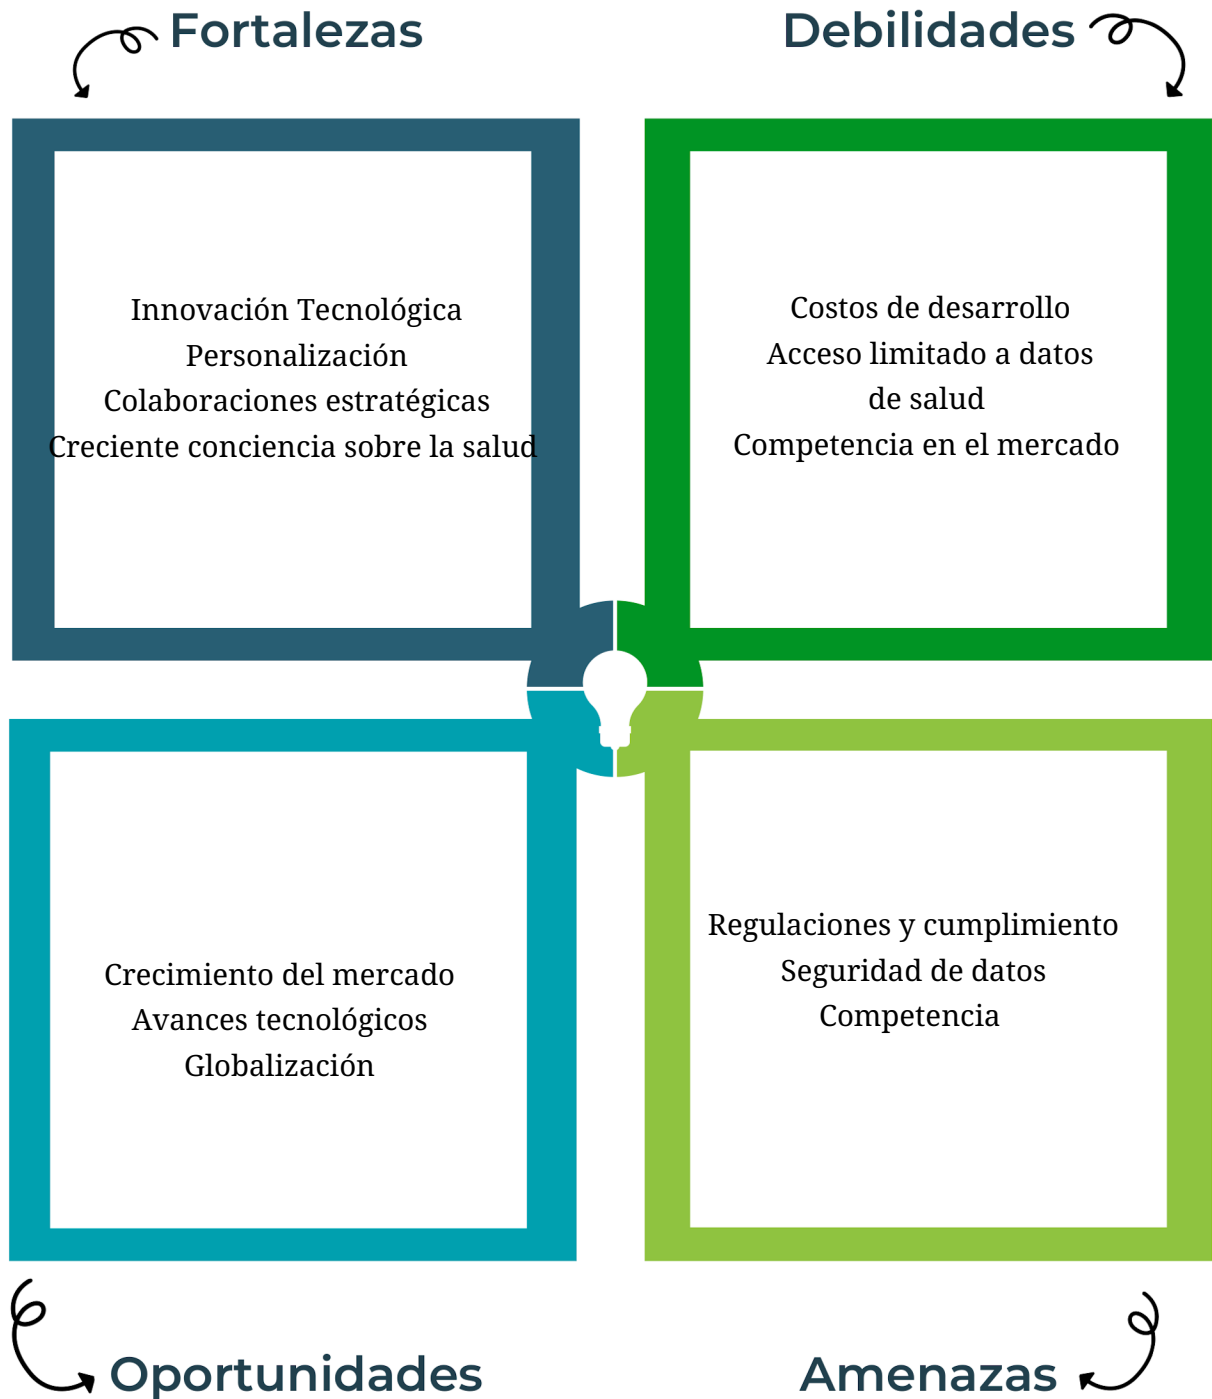 Fortalezas
Debilidades
Innovación Tecnológica
Personalización
Colaboraciones estratégicas
Creciente conciencia sobre la salud
Costos de desarrollo
Acceso limitado a datos
de salud
Competencia en el mercado
Crecimiento del mercado
Avances tecnológicos
Globalización
Regulaciones y cumplimiento
Seguridad de datos
Competencia
Oportunidades
Amenazas